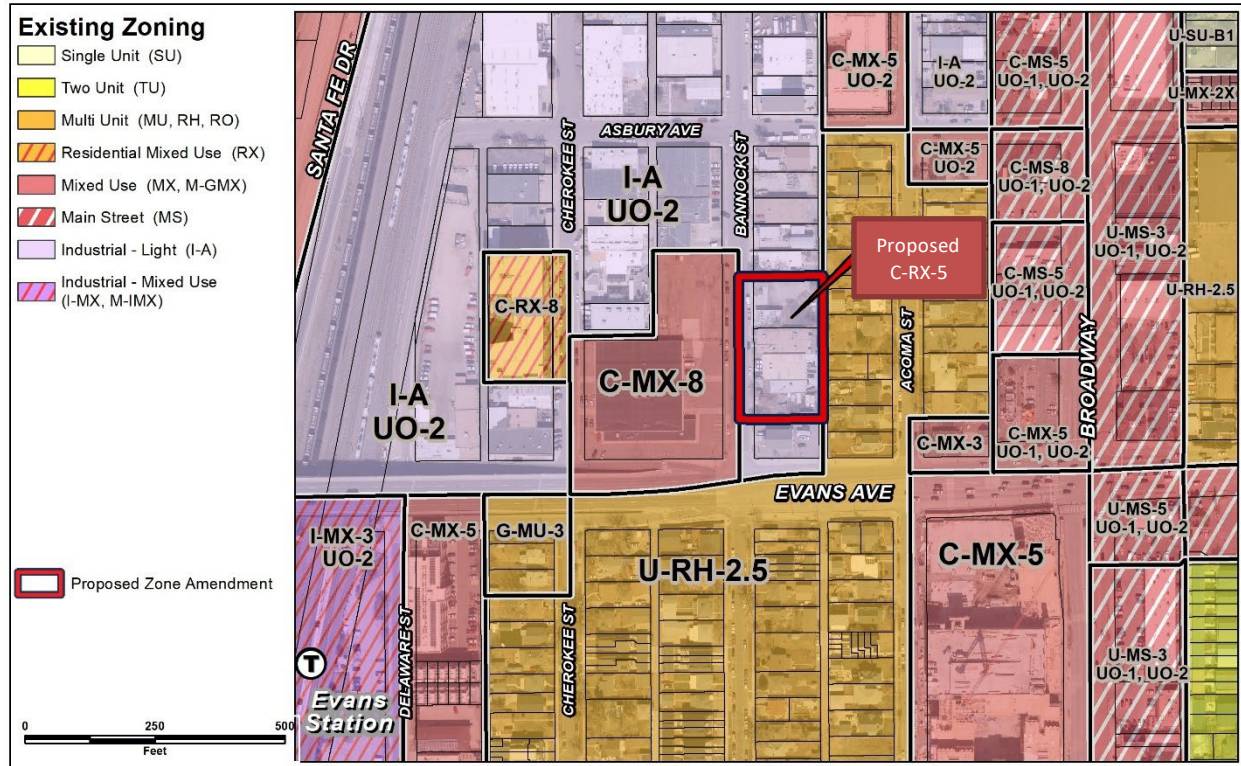 Existing Zoning
Single Unit (SU)
Two Unit (TU)
Multi Unit (MU, RH, RO)
Residential Mixed Use (RX)
Mixed Use (MX, M-GMX)
Main Street (MS)
Industrial - Light (I-A)
Industrial - Mixed Use
(I-MX, M-IMX)
Proposed Zone Amendment
0 250 500
Feet
SANTA FE DR
CHEROKEE ST
ASBURY AVE
BANNOCK ST
C-MX-5
UO-2
I-A
UO-2
C-MS-5
UO-1, UO-2
U-SU-B1
U-MX-2X
I-A
UO-2
C-MX-5
UO-2
C-MS-8
UO-1, UO-2
Proposed
C-RX-5
U-MS-3
UO-1, UO-2
C-RX-8
C-MS-5
UO-1, UO-2
U-RH-2.5
ACOMA ST
BROADWAY
C-MX-8
I-A
UO-2
C-MX-3
C-MX-5
UO-1, UO-2
EVANS AVE
I-MX-3
UO-2
C-MX-5
G-MU-3
U-RH-2.5
C-MX-5
U-MS-5
UO-1, UO-2
DELAWARE ST
CHEROKEE ST
U-MS-3
UO-1, UO-2
T
Evans
Station